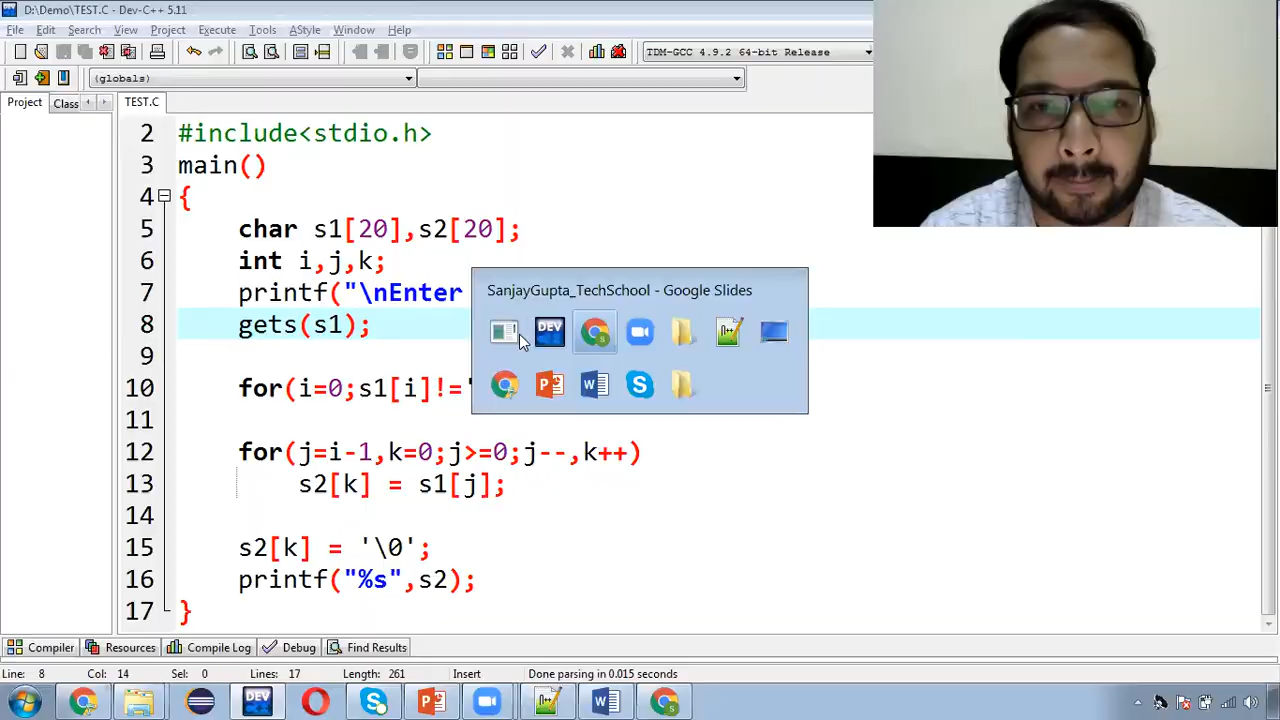 D:\Demo\TEST.C - Dev-C++ 5.11
File Edit Search View Project Execute Tools AStyle Window Help
TDM-GCC 4.9.2 64-bit Release
(globals)
Project Class TEST.C
2 #include<stdio.h>
3 main()
4 {
5 char s1[20],s2[20];
6 int i,j,k;
7 printf("\nEnter
8 gets(s1);
9
10 for(i=0;s1[i]!='
11
12 for(j=i-1,k=0;j>=0;j--,k++)
13 s2[k] = s1[j];
14
15 s2[k] = '\0';
16 printf("%s",s2);
17 }
SanjayGupta_TechSchool - Google Slides
DEV
Compiler Resources Compile Log Debug Find Results
Line: 8 Col: 14 Sel: 0 Lines: 17 Length: 261 Insert Done parsing in 0.015 seconds
DEV